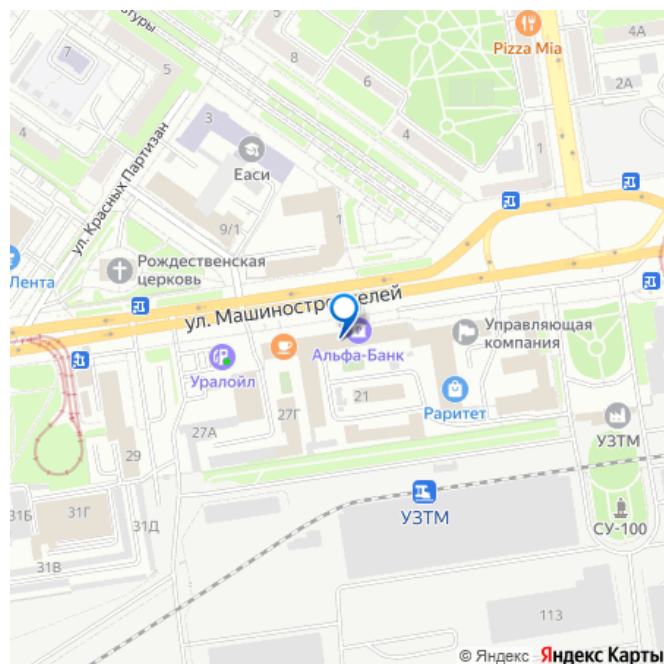 Pizza Mia
4А
7
5
8
6
2А
3
4
1
ул. Красных Партизан
Еаси
9/1
1
Рождественская
церковь
Лента
ул. Машиностроителей
Альфа-Банк
Управляющая
компания
Уралойл
21
Раритет
27А
27Г
УЗТМ
29
УЗТМ
31Б
31Г
31Д
СУ-100
31В
113
© Яндекс Яндекс Карты